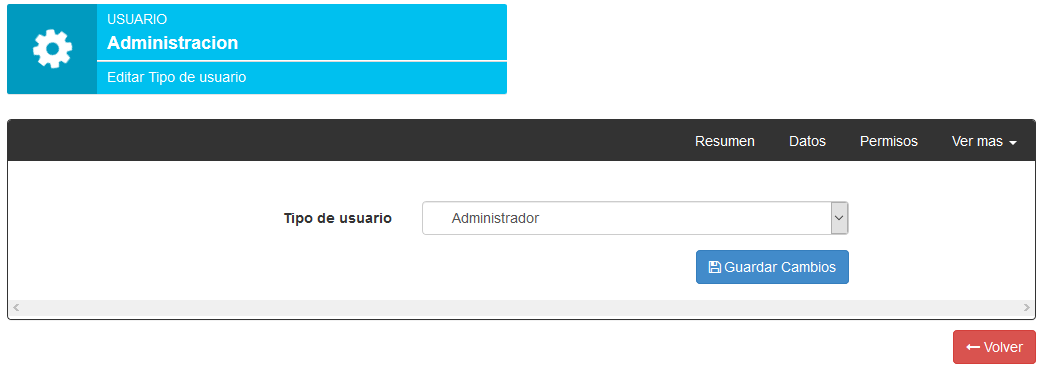 USUARIO
Administracion
Editar Tipo de usuario
Resumen Datos Permisos Ver mas
Tipo de usuario Administrador
Guardar Cambios
Volver